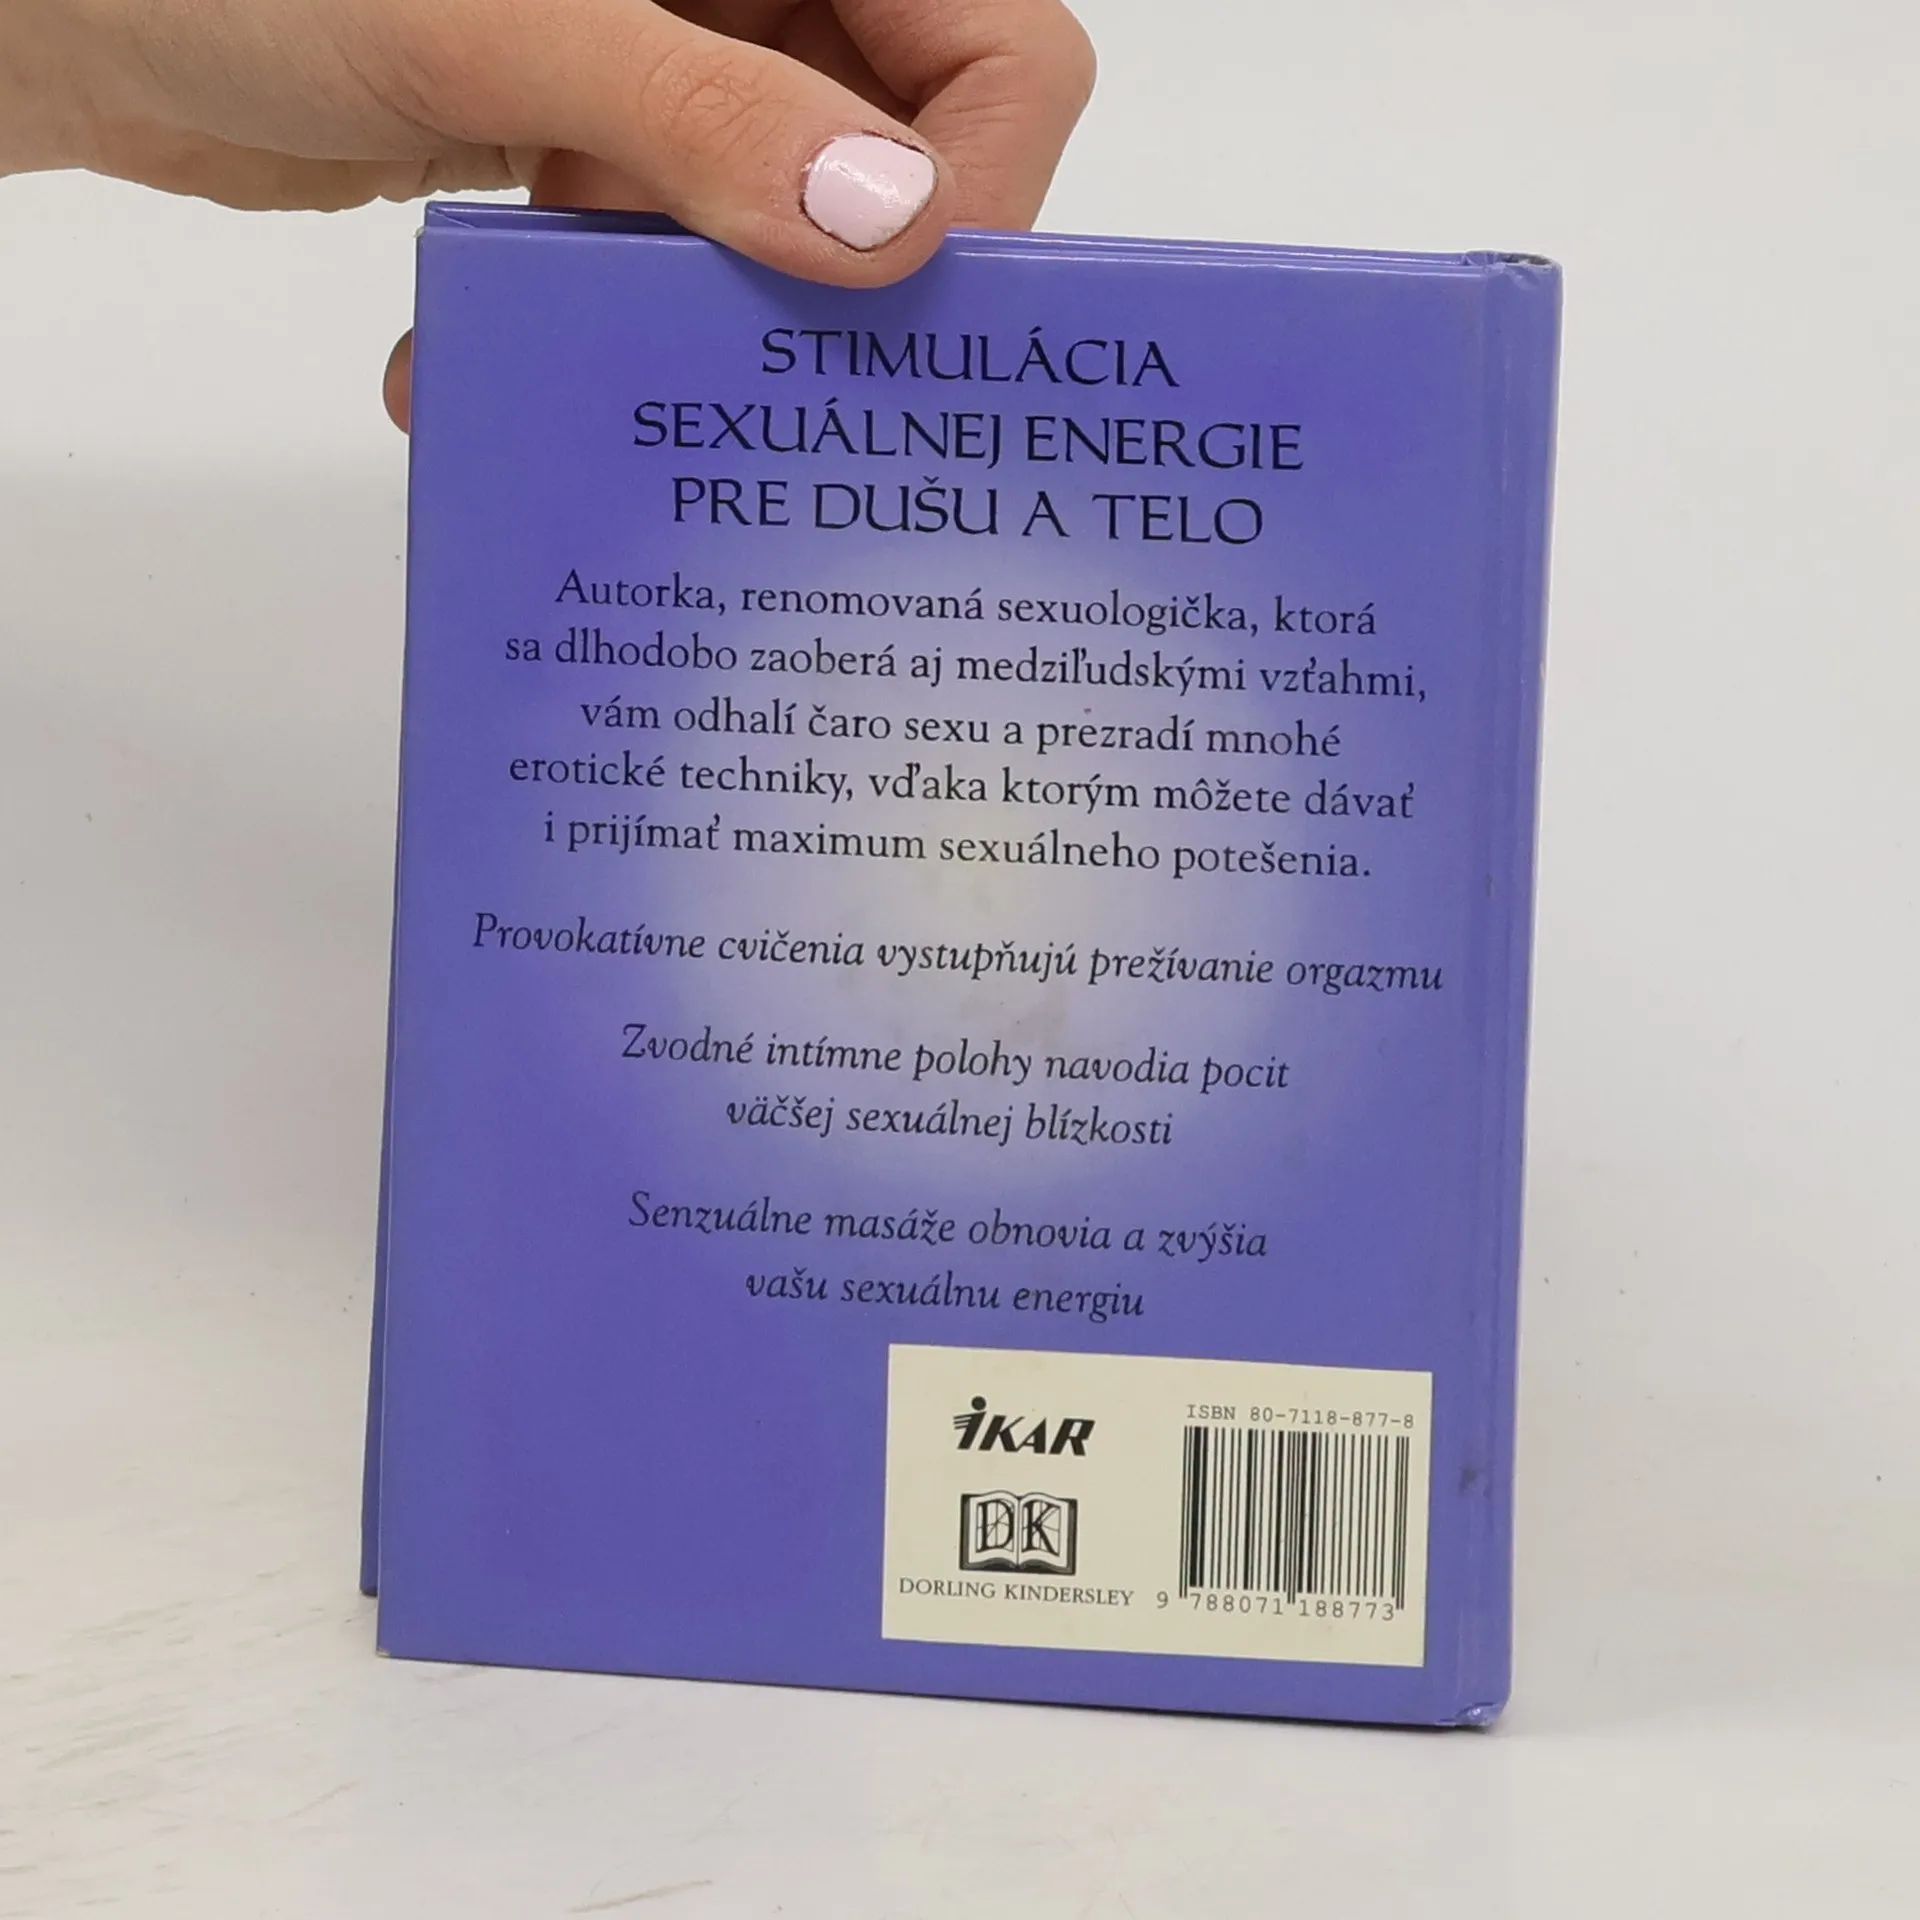 STIMULÁCIA
SEXUÁLNEJ ENERGIE
PRE DUŠU A TELO
Autorka, renomovaná sexuologička, ktorá
sa dlhodobo zaoberá aj medziľudskými vzťahmi,
vám odhalí čaro sexu a prezradí mnohé
erotické techniky, vďaka ktorým môžete dávať
i prijímať maximum sexuálneho potešenia.
Provokatívne cvičenia vystupňujú prežívanie orgazmu
Zvodné intímne polohy navodia pocit
väčšej sexuálnej blízkosti
Senzuálne masáže obnovia a zvýšia
vašu sexuálnu energiu
IKAR
DK
DORLING KINDERSLEY
ISBN 80-7118-877-8
9 788071 188773